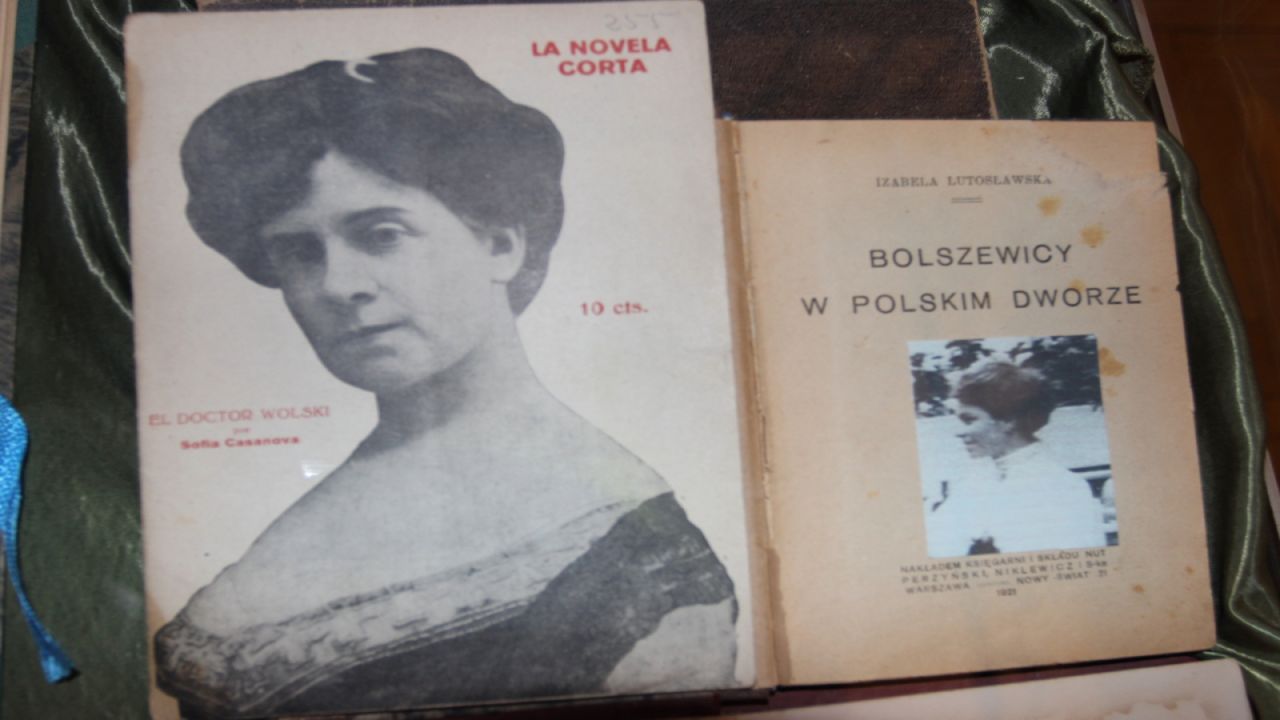 LA NOVELA
CORTA
10 cts.
EL DOCTOR WOLSKI
por
Sofia Casanova
IZABELA LUTOSŁAWSKA
BOLSZEWICY
W POLSKIM DWORZE
NAKŁADEM KSIĘGARNI I SKŁADU NUT
PERZYŃSKI, NIKLEWICZ I S-ka
WARSZAWA NOWY-ŚWIAT 21
1921